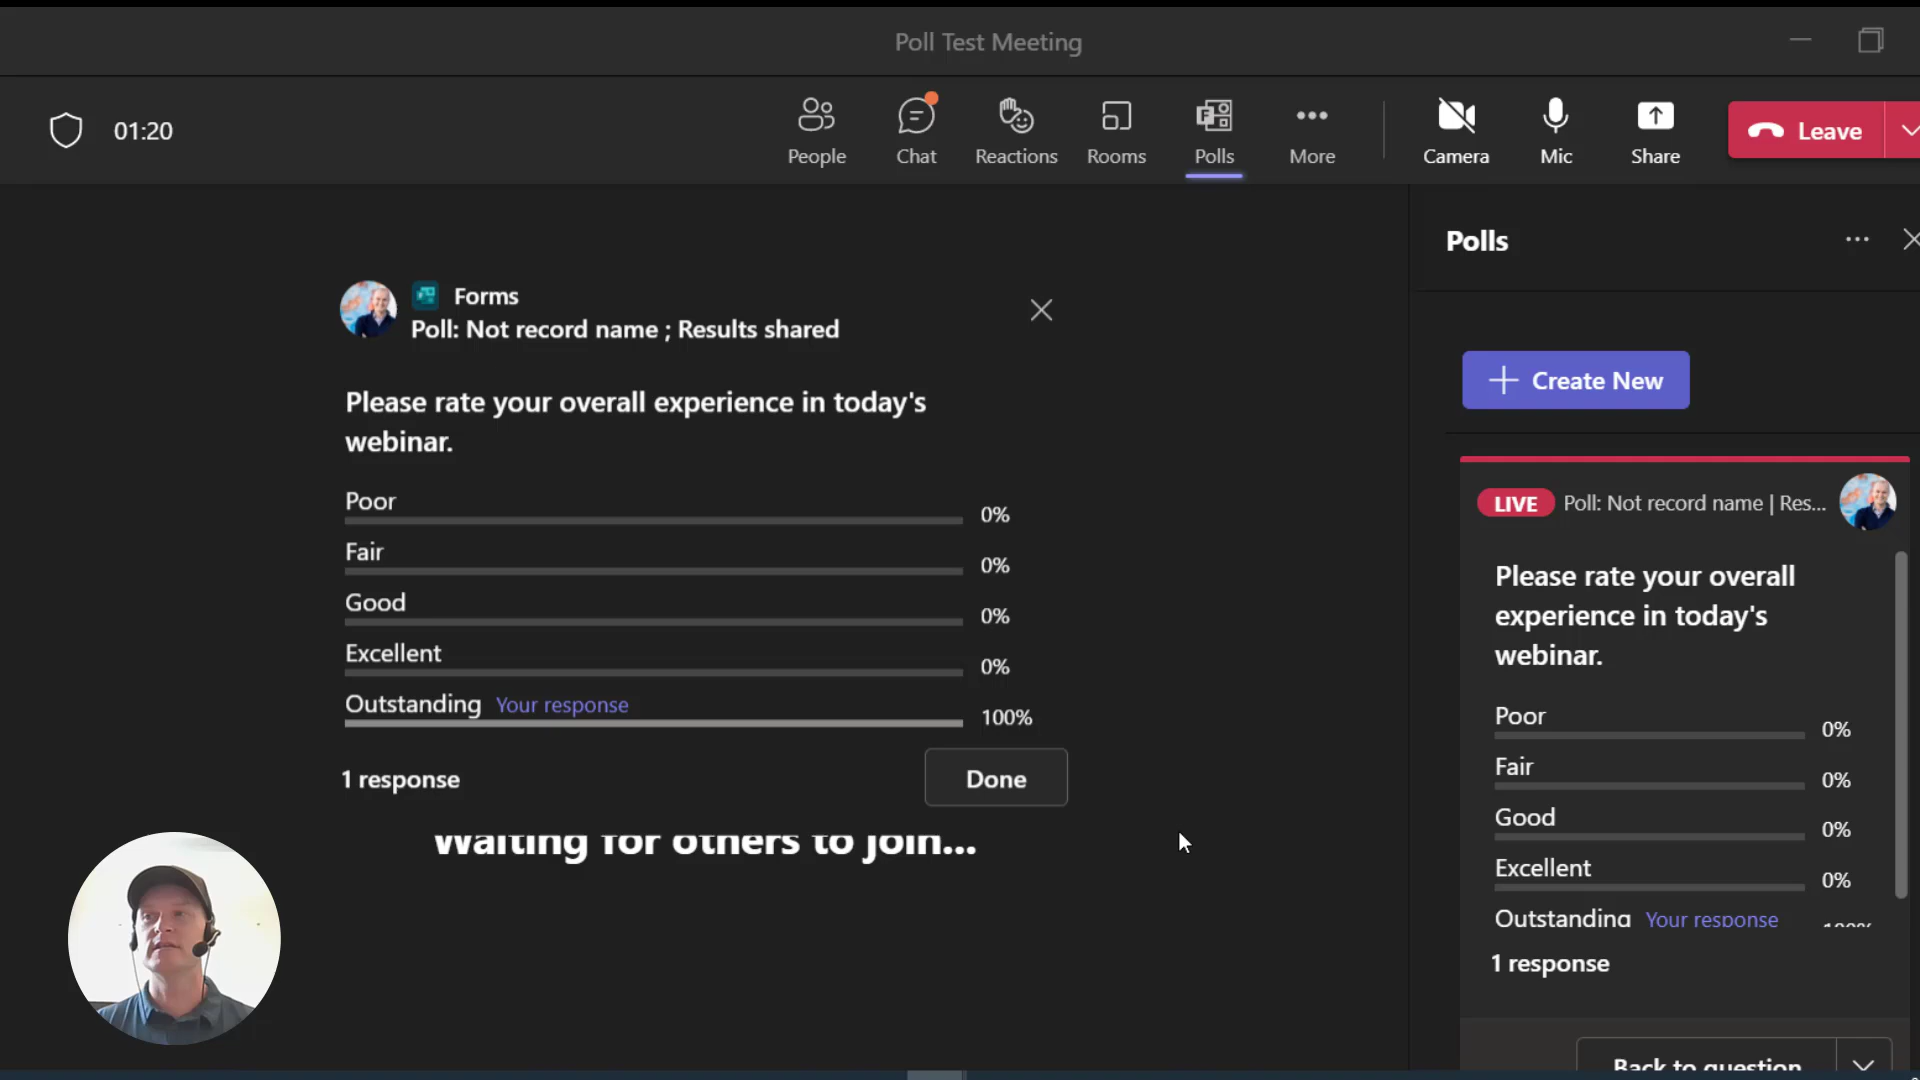 Poll Test Meeting
01:20
People
Chat
Reactions
Rooms
Polls
More
Camera
Mic
Share
Leave
Forms
Poll: Not record name ; Results shared
Please rate your overall experience in today's
webinar.
Poor
0%
Fair
0%
Good
0%
Excellent
0%
Outstanding Your response
100%
1 response
Done
Waiting for others to join...
Polls
Create New
LIVE Poll: Not record name | Res...
Please rate your overall
experience in today's
webinar.
Poor
0%
Fair
0%
Good
0%
Excellent
0%
Outstanding Your response
100%
1 response
Back to question